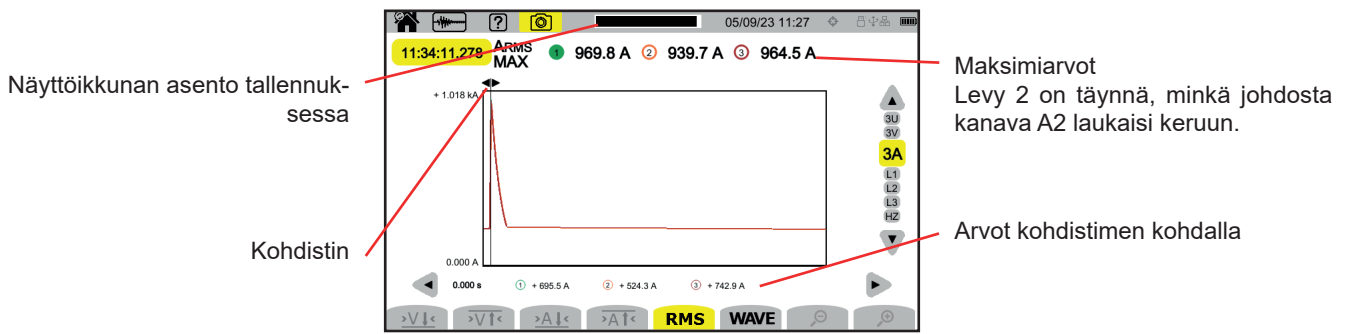 05/09/23 11:27
11:34:11.278 ARMS MAX 1 969.8 A 2 939.7 A 3 964.5 A
Näyttöikkunan asento tallennuk-
sessa
Maksimiarvot
Levy 2 on täynnä, minkä johdosta
kanava A2 laukaisi keruun.
+ 1.018 kA
3U
3V
3A
L1
L2
L3
HZ
Kohdistin
Arvot kohdistimen kohdalla
0.000 A
0.000 s 1 + 695.5 A 2 + 524.3 A 3 + 742.9 A
>V↓< >V↑< >A↓< >A↑< RMS WAVE